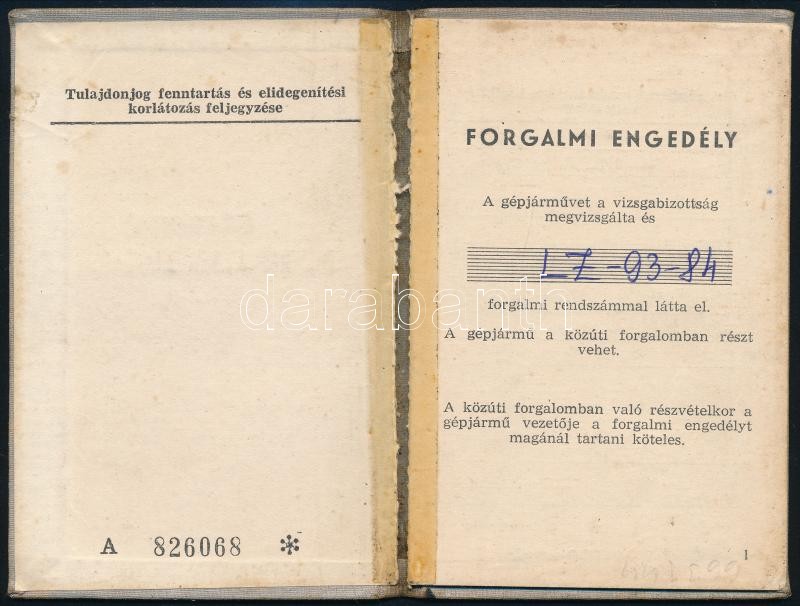 Tulajdonjog fenntartás és elidegenítési
korlátozás feljegyzése
A 826068 *
FORGALMI ENGEDÉLY
A gépjárművet a vizsgabizottság
megvizsgálta és
LZ-93-84
forgalmi rendszámmal látta el.
A gépjármű a közúti forgalomban részt
vehet.
A közúti forgalomban való részvételkor a
gépjármű vezetője a forgalmi engedélyt
magánál tartani köteles.
1
darabanth